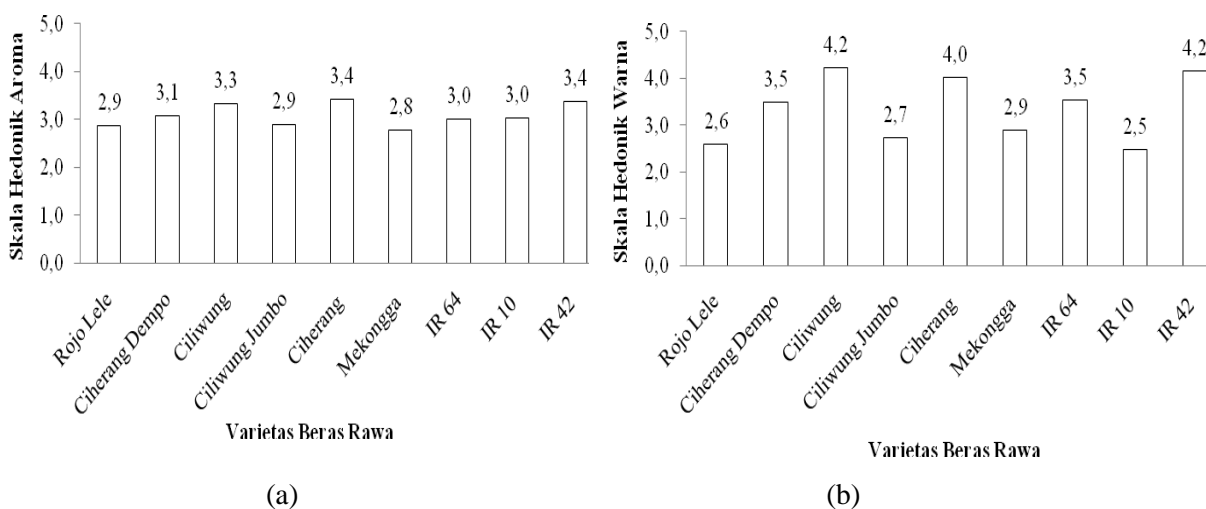 Skala Hedonik Aroma
5,0
4,0
3,0
2,0
1,0
0,0
2,9
3,1
3,3
2,9
3,4
2,8
3,0
3,0
3,4
Rojo Lele
Ciherang Dempo
Ciliwung
Ciliwung Jumbo
Ciherang
Mekongga
IR 64
IR 10
IR 42
Varietas Beras Rawa
(a)
Skala Hedonik Warna
5,0
4,0
3,0
2,0
1,0
0,0
2,6
3,5
4,2
2,7
4,0
2,9
3,5
2,5
4,2
Rojo Lele
Ciherang Dempo
Ciliwung
Ciliwung Jumbo
Ciherang
Mekongga
IR 64
IR 10
IR 42
Varietas Beras Rawa
(b)